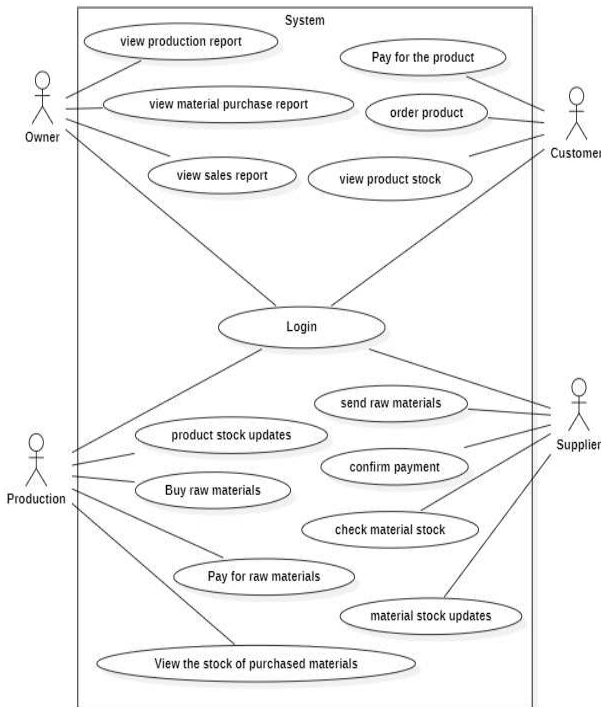 System
view production report
Pay for the product
view material purchase report
order product
Owner
Customer
view sales report
view product stock
Login
send raw materials
product stock updates
Supplier
confirm payment
Buy raw materials
Production
check material stock
Pay for raw materials
material stock updates
View the stock of purchased materials